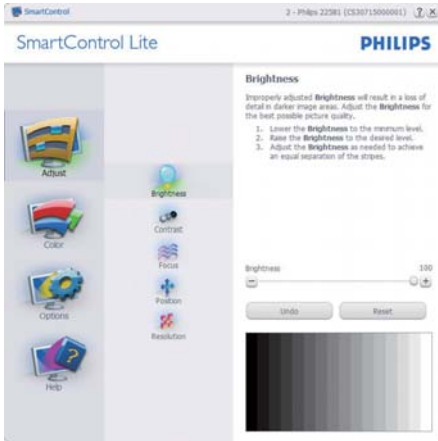 SmartControl
2 - Philips 225B1 (CS30715000001)
SmartControl Lite
PHILIPS
Adjust
Color
Options
Help
Brightness
Contrast
Focus
Position
Resolution
Brightness
Improperly adjusted Brightness will result in a loss of
detail in darker image areas. Adjust the Brightness for
the best possible picture quality.
1. Lower the Brightness to the minimum level.
2. Raise the Brightness to the desired level.
3. Adjust the Brightness as needed to achieve
an equal separation of the stripes.
Brightness 100
Undo Reset